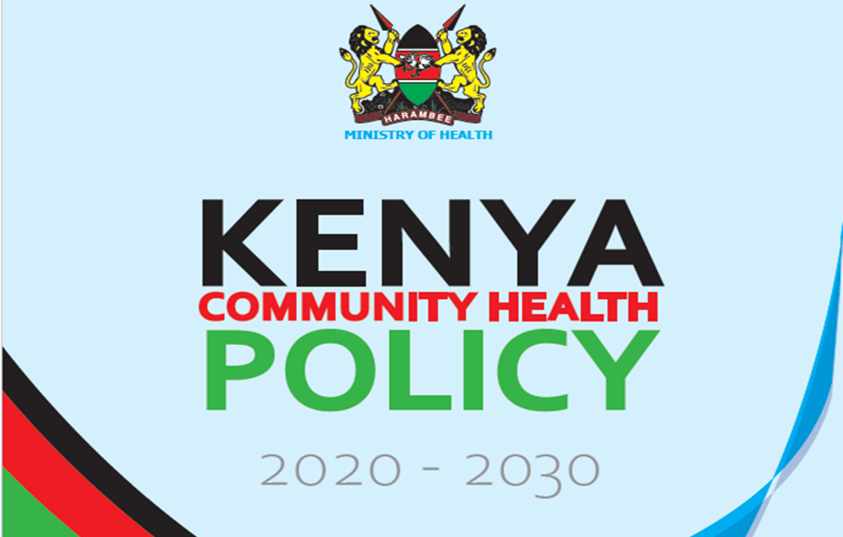 HARAMBEE
MINISTRY OF HEALTH
KENYA
COMMUNITY HEALTH
POLICY
2020 - 2030